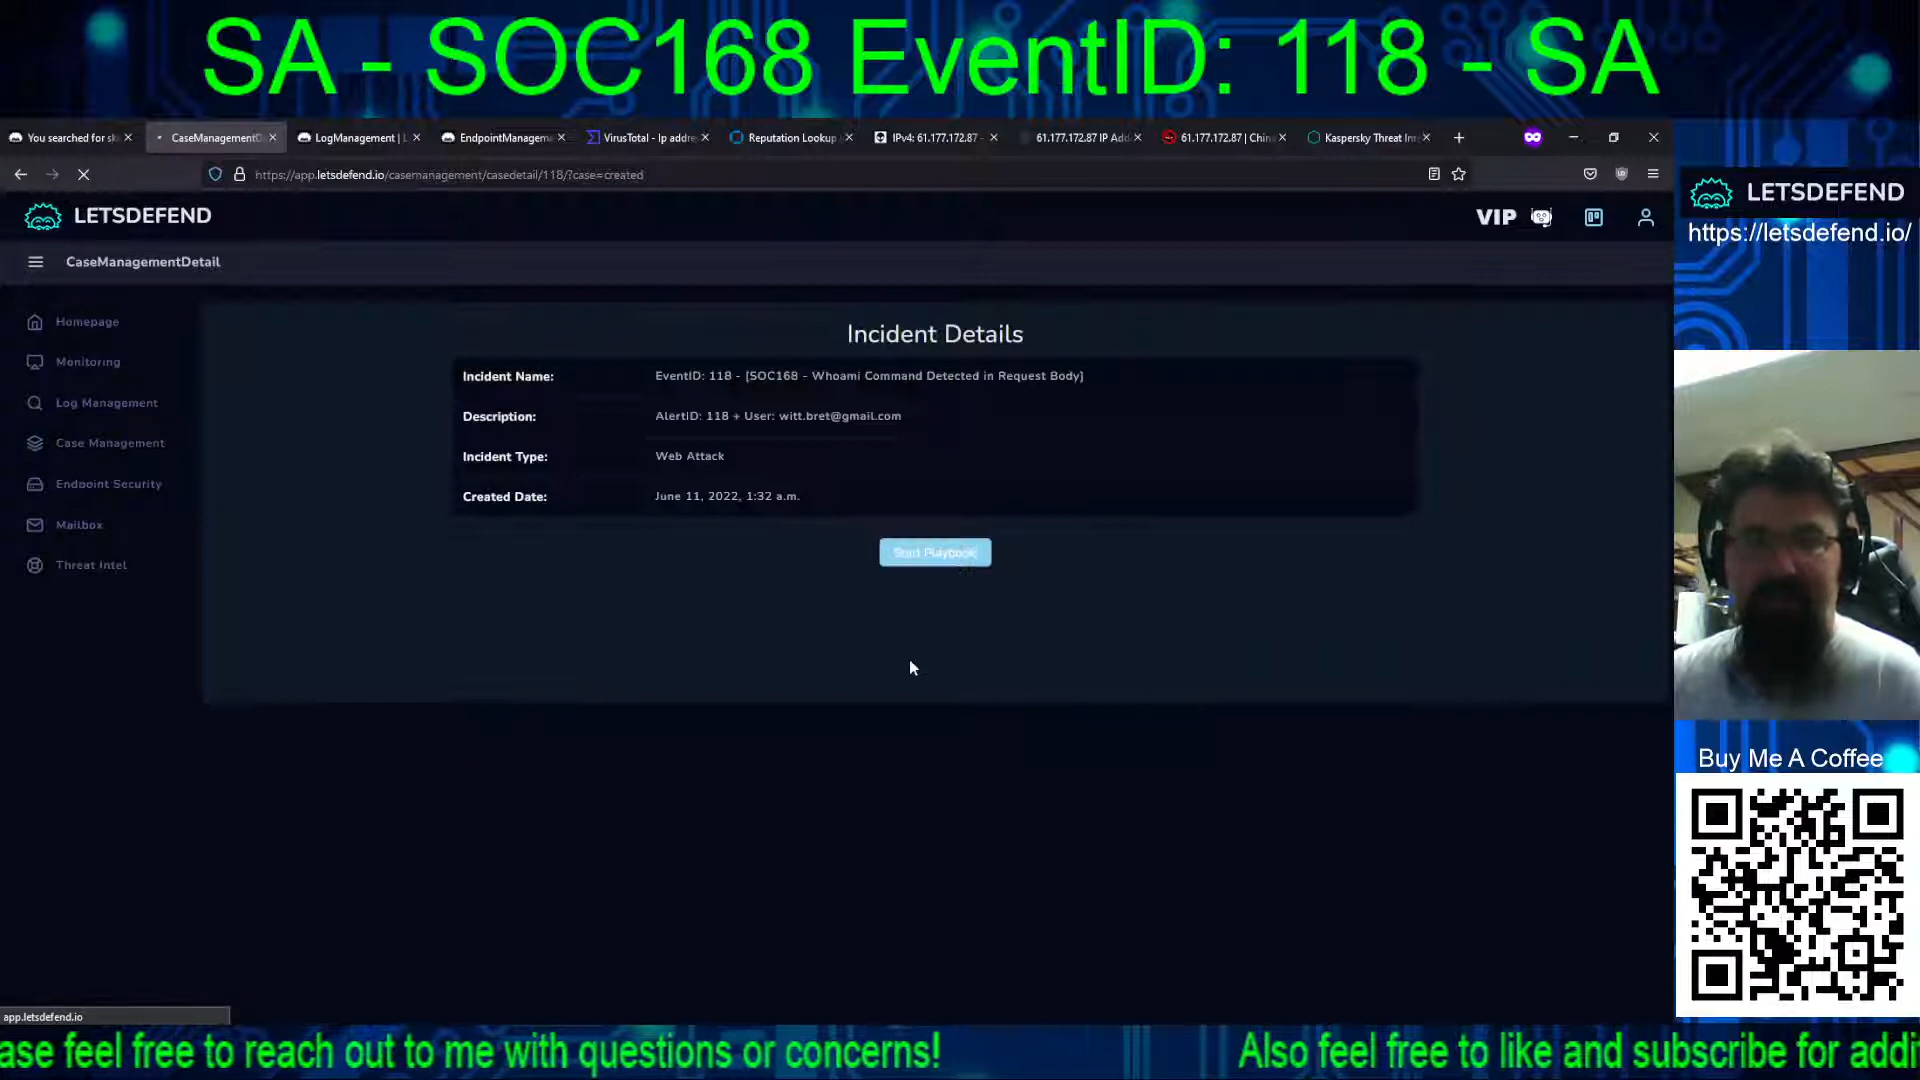 SA - SOC168 EventID: 118 - SA
You searched for sk
CaseManagementD
LogManagement | L
EndpointManagem
VirusTotal - Ip addre
Reputation Lookup
IPv4: 61.177.172.87 -
61.177.172.87 IP Add
61.177.172.87 | Chin
Kaspersky Threat Int
https://app.letsdefend.io/casemanagement/casedetail/118/?case=created
LETSDEFEND
VIP
LETSDEFEND
https://letsdefend.io/
CaseManagementDetail
Homepage
Monitoring
Log Management
Case Management
Endpoint Security
Mailbox
Threat Intel
Incident Details
Incident Name: EventID: 118 - [SOC168 - Whoami Command Detected in Request Body]
Description: AlertID: 118 + User: witt.bret@gmail.com
Incident Type: Web Attack
Created Date: June 11, 2022, 1:32 a.m.
Start Playbook
Buy Me A Coffee
app.letsdefend.io
ase feel free to reach out to me with questions or concerns!
Also feel free to like and subscribe for addi